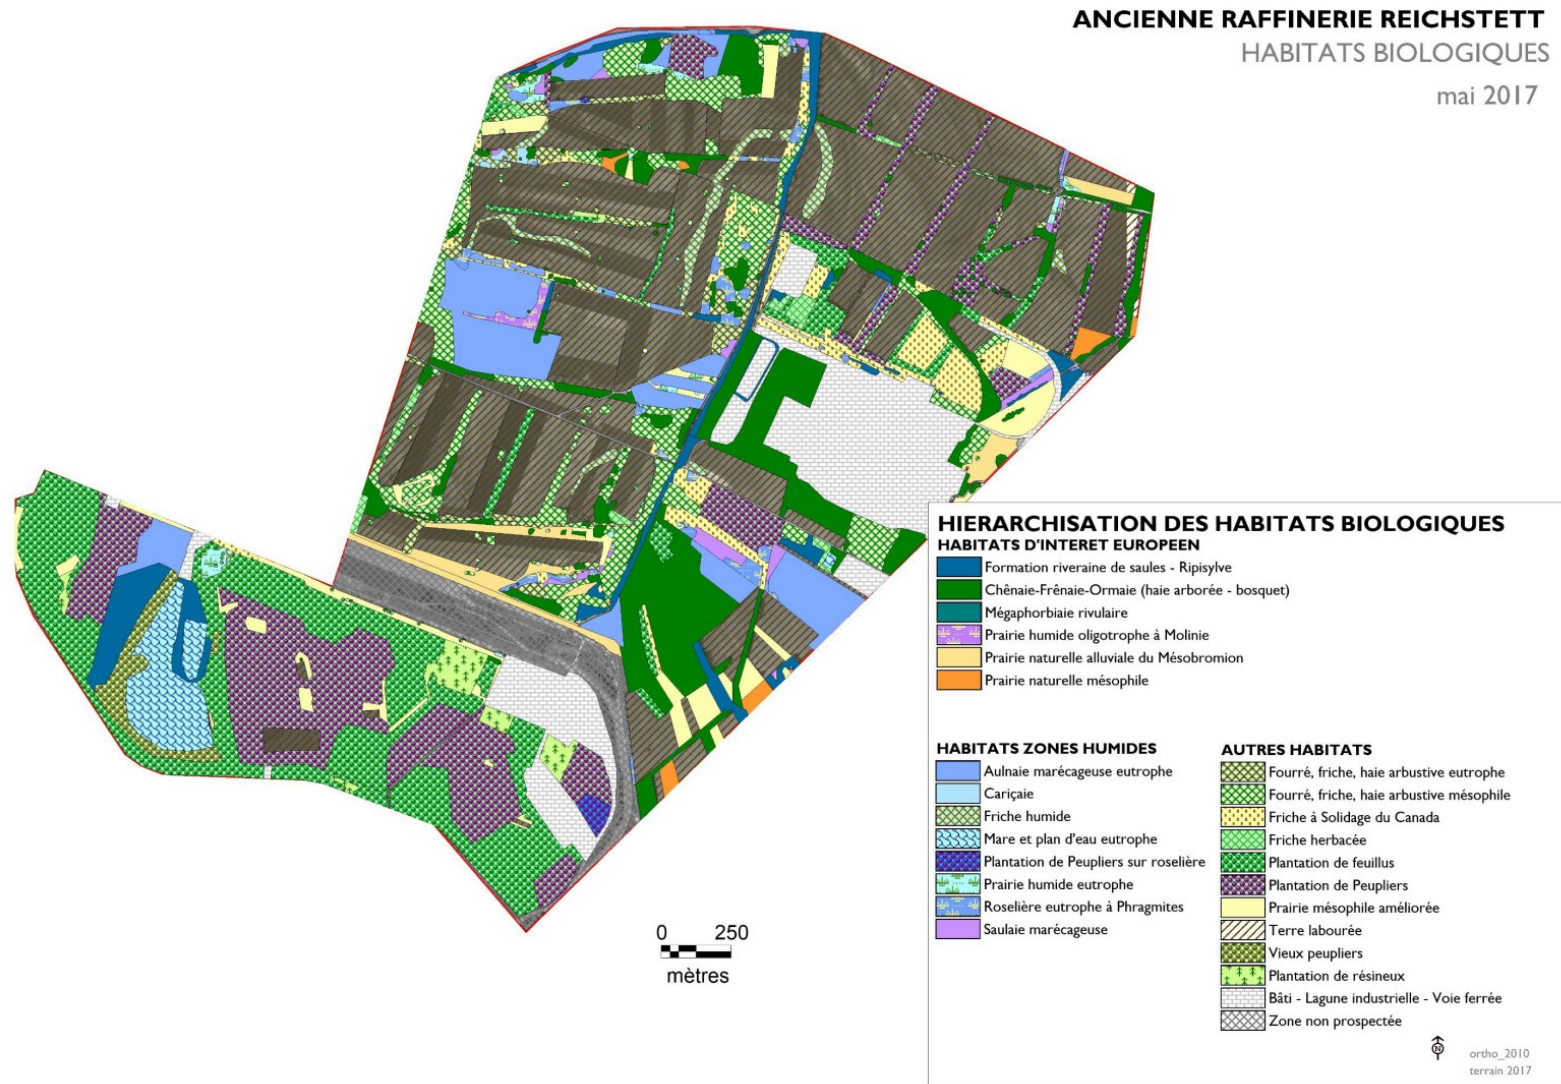 ANCIENNE RAFFINERIE REICHSTETT
HABITATS BIOLOGIQUES
mai 2017
HIERARCHISATION DES HABITATS BIOLOGIQUES
HABITATS D'INTERET EUROPEEN
Formation riveraine de saules - Ripisylve
Chênaie-Frênaie-Ormaie (haie arborée - bosquet)
Mégaphorbiaie rivulaire
Prairie humide oligotrophe à Molinie
Prairie naturelle alluviale du Mésobromion
Prairie naturelle mésophile
HABITATS ZONES HUMIDES
Aulnaie marécageuse eutrophe
Cariçaie
Friche humide
Mare et plan d'eau eutrophe
Plantation de Peupliers sur roselière
Prairie humide eutrophe
Roselière eutrophe à Phragmites
Saulaie marécageuse
AUTRES HABITATS
Fourré, friche, haie arbustive eutrophe
Fourré, friche, haie arbustive mésophile
Friche à Solidage du Canada
Friche herbacée
Plantation de feuillus
Plantation de Peupliers
Prairie mésophile améliorée
Terre labourée
Vieux peupliers
Plantation de résineux
Bâti - Lagune industrielle - Voie ferrée
Zone non prospectée
0 250
mètres
N
ortho_2010
terrain 2017